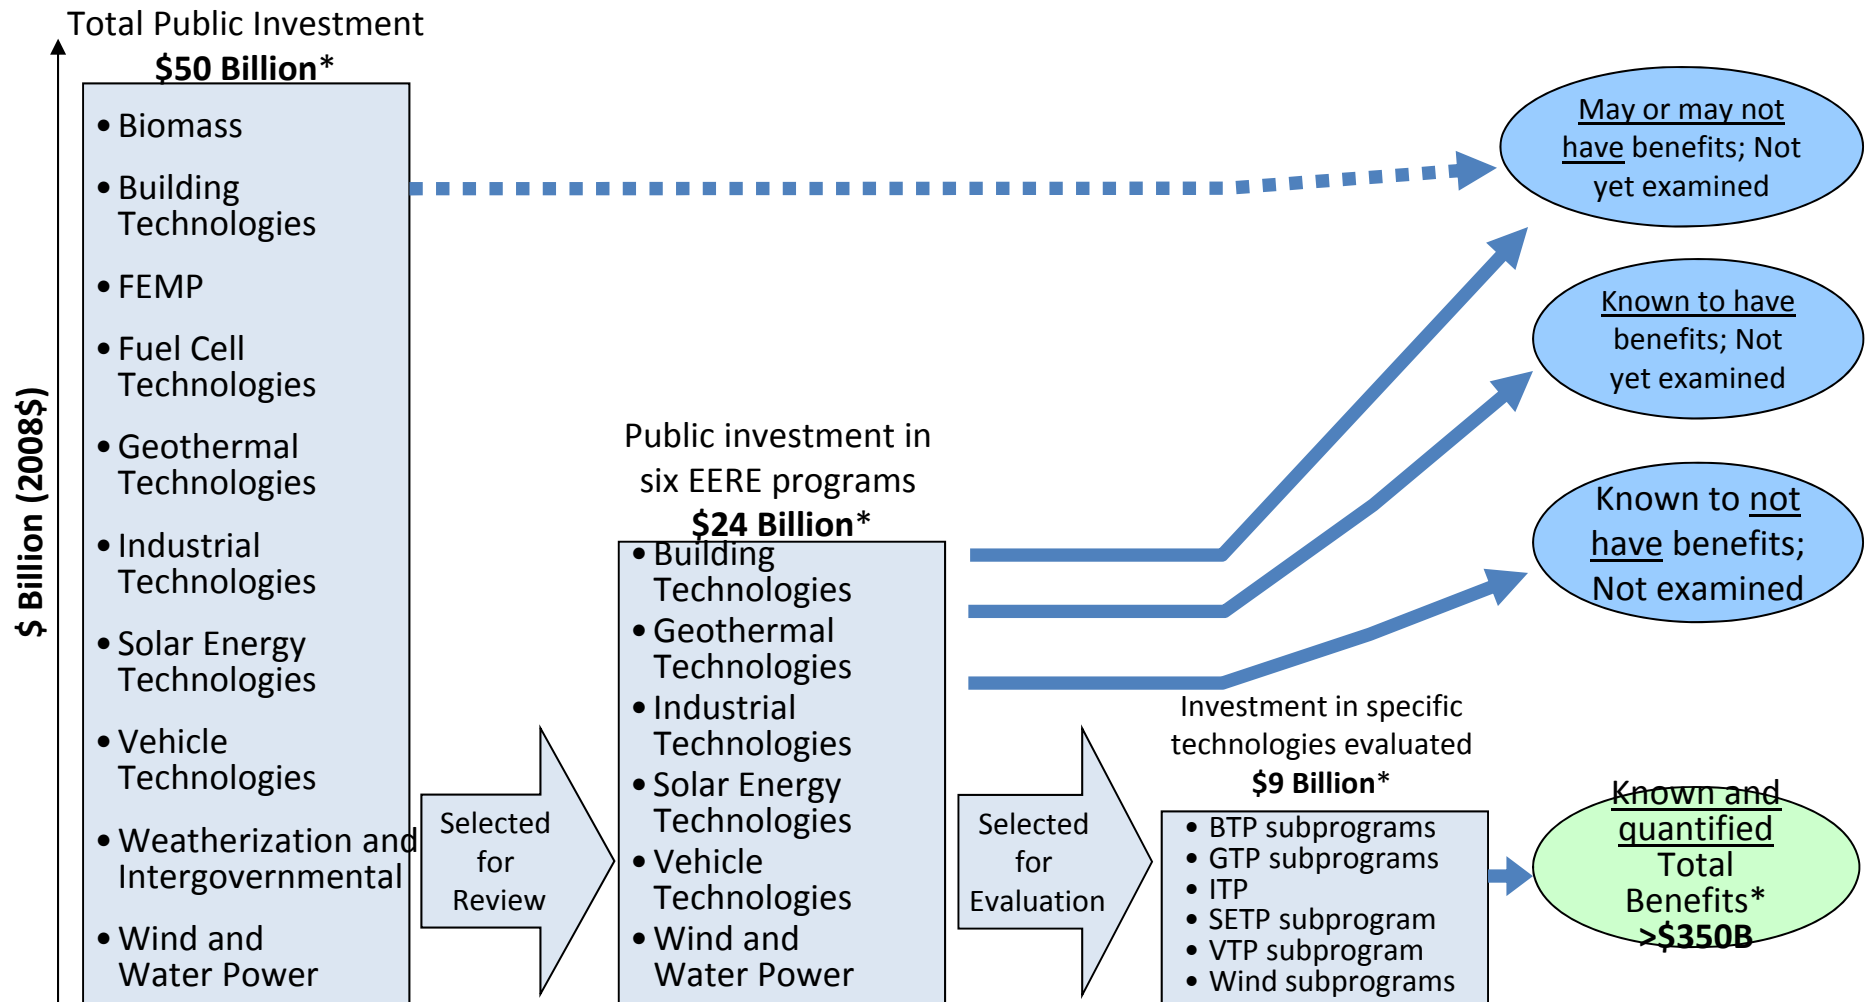 Total Public Investment
$50 Billion*
$ Billion (2008$)
• Biomass
• Building
Technologies
• FEMP
• Fuel Cell
Technologies
• Geothermal
Technologies
• Industrial
Technologies
• Solar Energy
Technologies
• Vehicle
Technologies
• Weatherization and
Intergovernmental
• Wind and
Water Power
Selected
for
Review
Public investment in
six EERE programs
$24 Billion*
• Building
Technologies
• Geothermal
Technologies
• Industrial
Technologies
• Solar Energy
Technologies
• Vehicle
Technologies
• Wind and
Water Power
Selected
for
Evaluation
Investment in specific
technologies evaluated
$9 Billion*
• BTP subprograms
• GTP subprograms
• ITP
• SETP subprogram
• VTP subprogram
• Wind subprograms
May or may not
have benefits; Not
yet examined
Known to have
benefits; Not
yet examined
Known to not
have benefits;
Not examined
Known and
quantified
Total
Benefits*
>$350B